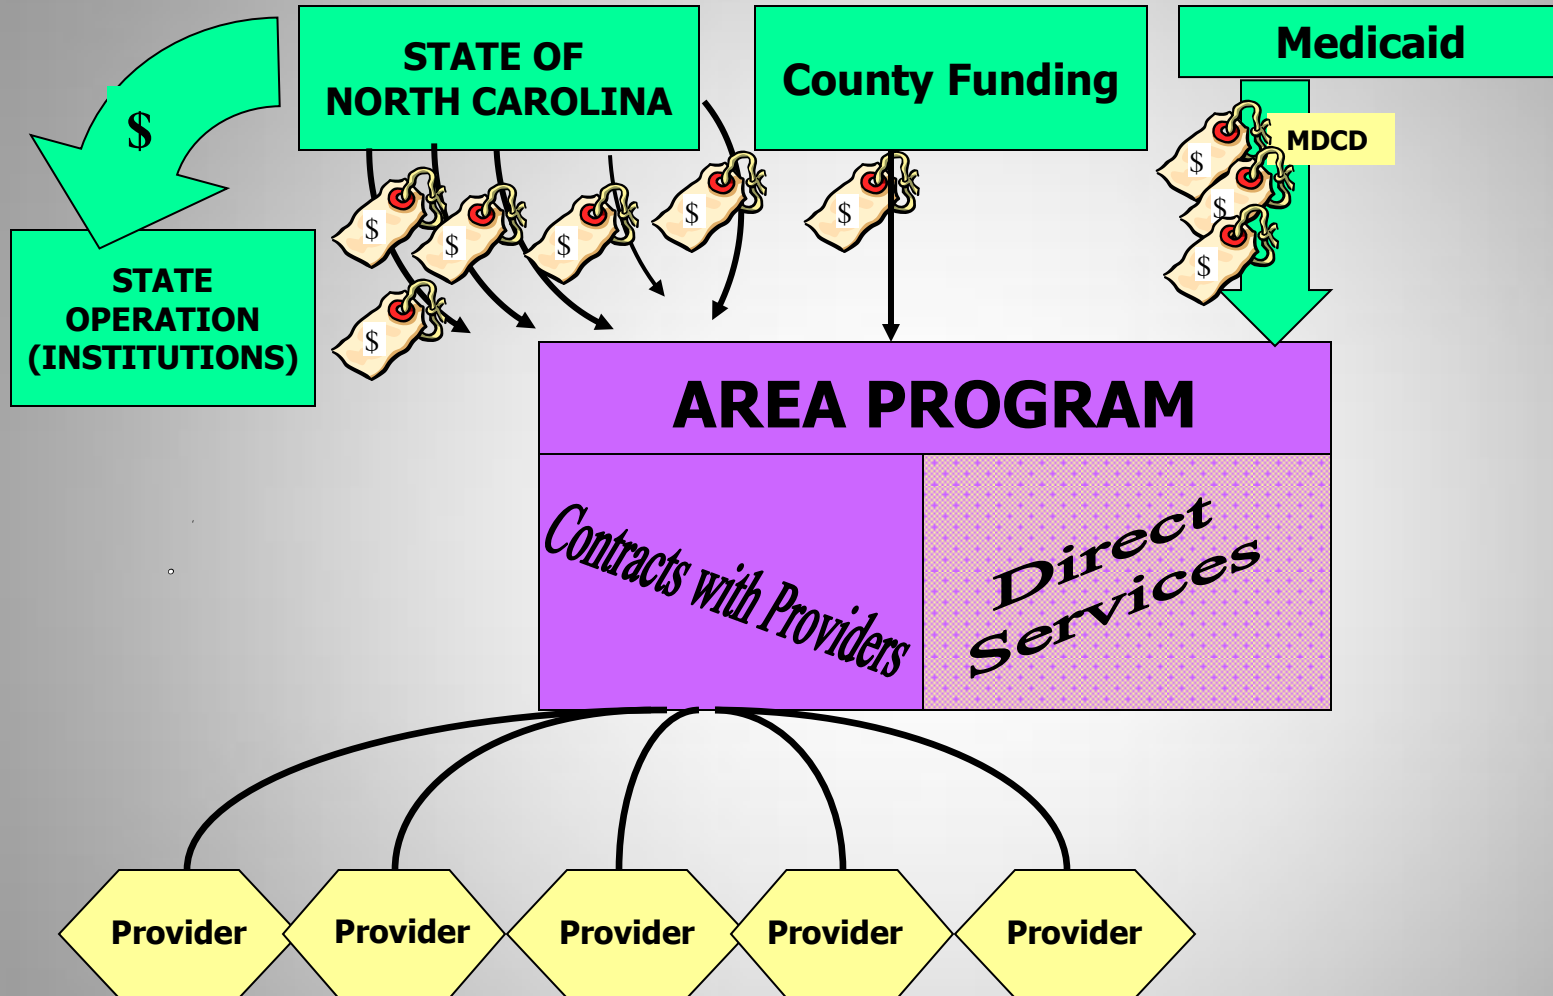 STATE OF
NORTH CAROLINA
County Funding
Medicaid
$
MDCD
$
$
$
$
$
$
$
$
$
$
STATE
OPERATION
(INSTITUTIONS)
AREA PROGRAM
Contracts with Providers
Direct
Services
Provider
Provider
Provider
Provider
Provider